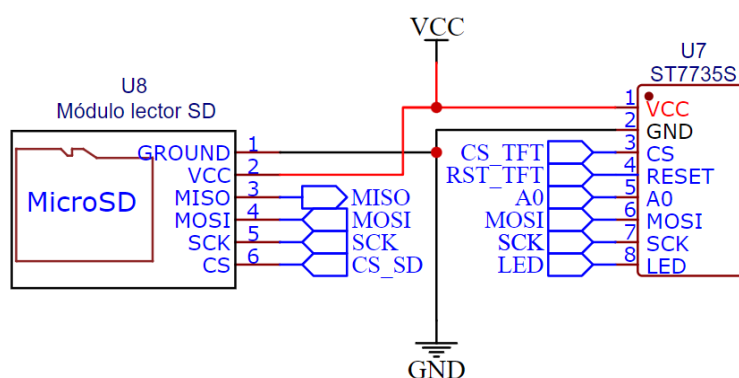 VCC
U8
Módulo lector SD
MicroSD
GROUND 1
VCC 2
MISO 3 MISO
MOSI 4 MOSI
SCK 5 SCK
CS 6 CS_SD
U7
ST7735S
1 VCC
2 GND
CS_TFT 3 CS
RST_TFT 4 RESET
A0 5 A0
MOSI 6 MOSI
SCK 7 SCK
LED 8 LED
GND